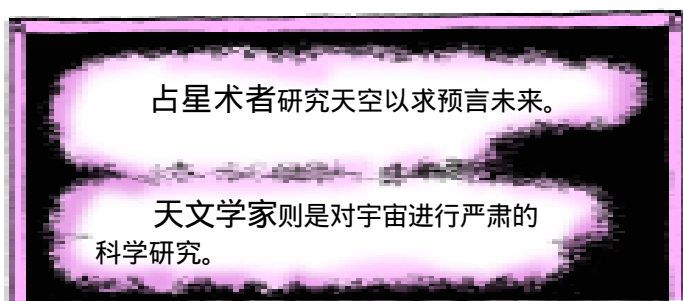 占星术者研究天空以求预言未来。
天文学家则是对宇宙进行严肃的
科学研究。